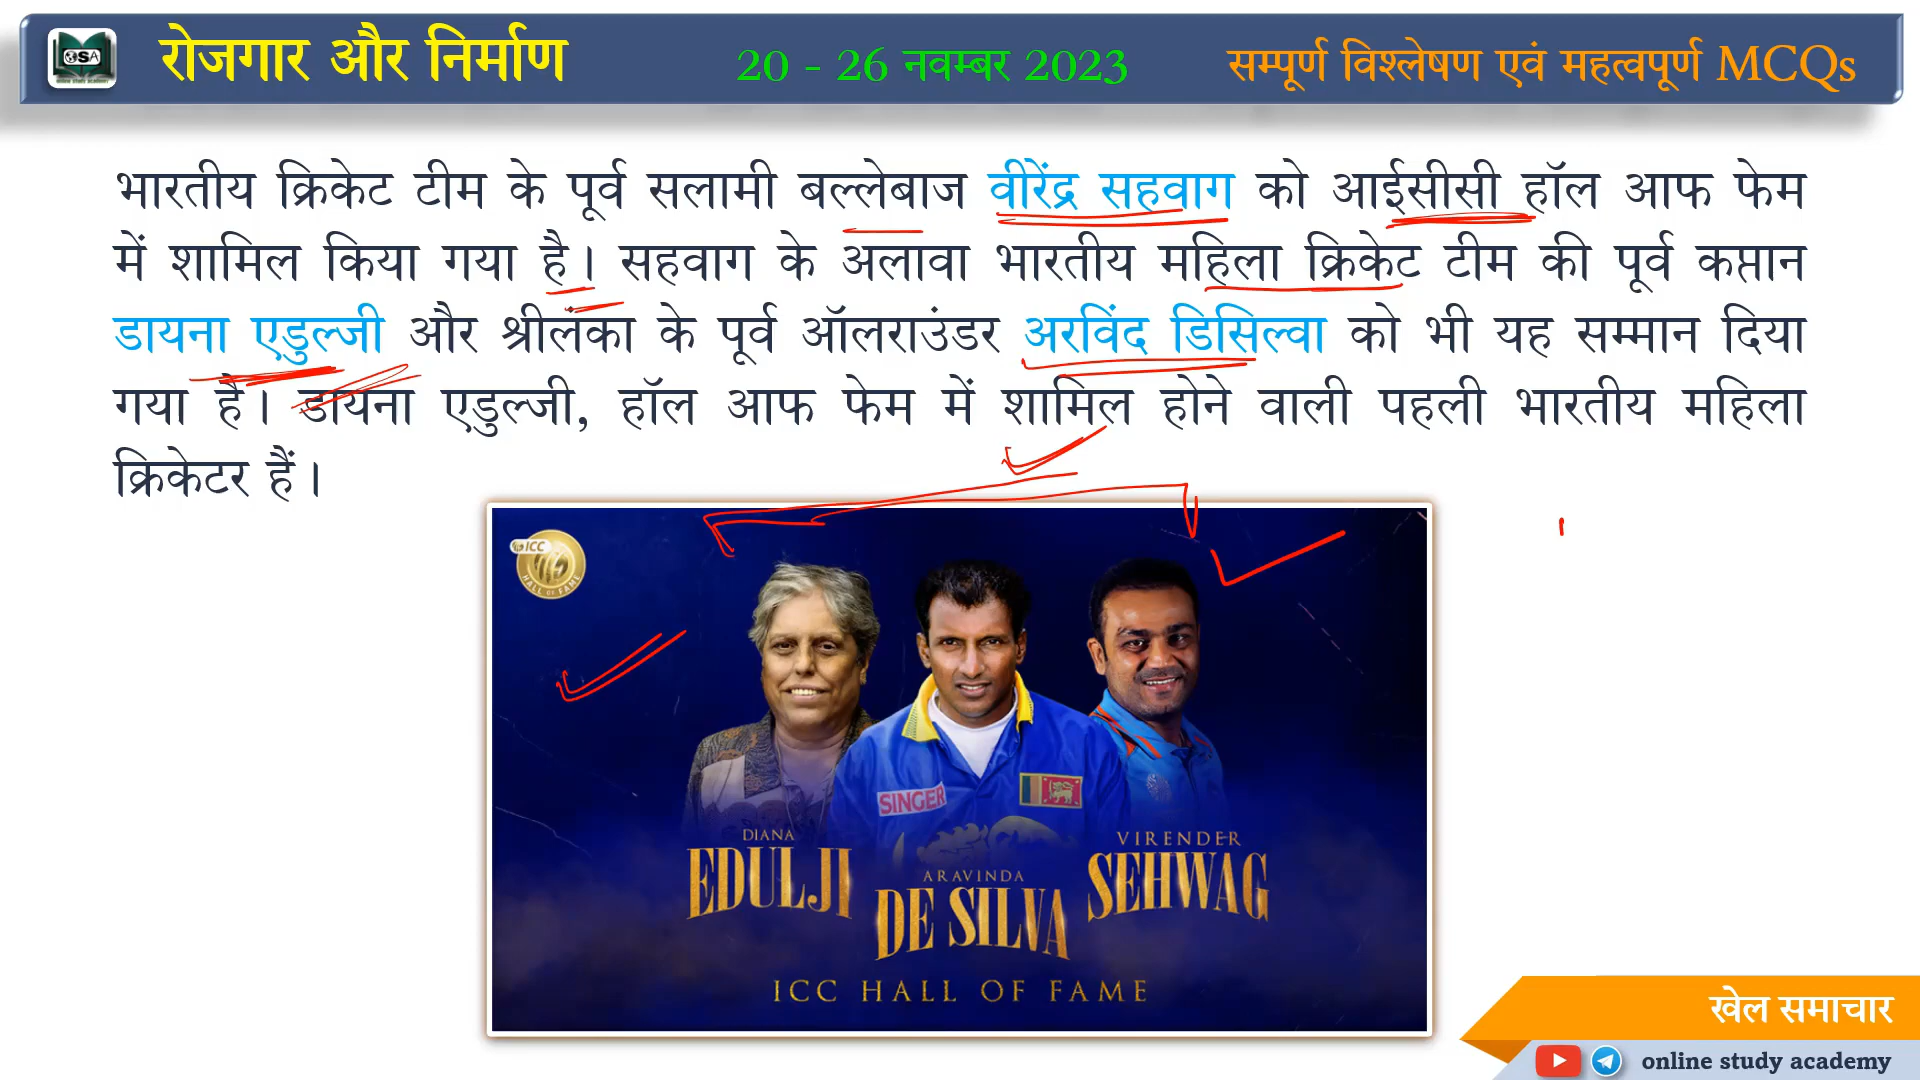 OSA
रोजगार और निर्माण
20 - 26 नवम्बर 2023
सम्पूर्ण विश्लेषण एवं महत्वपूर्ण MCQs
भारतीय क्रिकेट टीम के पूर्व सलामी बल्लेबाज वीरेंद्र सहवाग को आईसीसी हॉल आफ फेम
में शामिल किया गया है। सहवाग के अलावा भारतीय महिला क्रिकेट टीम की पूर्व कप्तान
डायना एडुल्जी और श्रीलंका के पूर्व ऑलराउंडर अरविंद डिसिल्वा को भी यह सम्मान दिया
गया है। डायना एडुल्जी, हॉल आफ फेम में शामिल होने वाली पहली भारतीय महिला
क्रिकेटर हैं।
ICC
HALL OF FAME
SINGER
DIANA
EDULJI
ARAVINDA
DE SILVA
VIRENDER
SEHWAG
ICC HALL OF FAME
खेल समाचार
online study academy